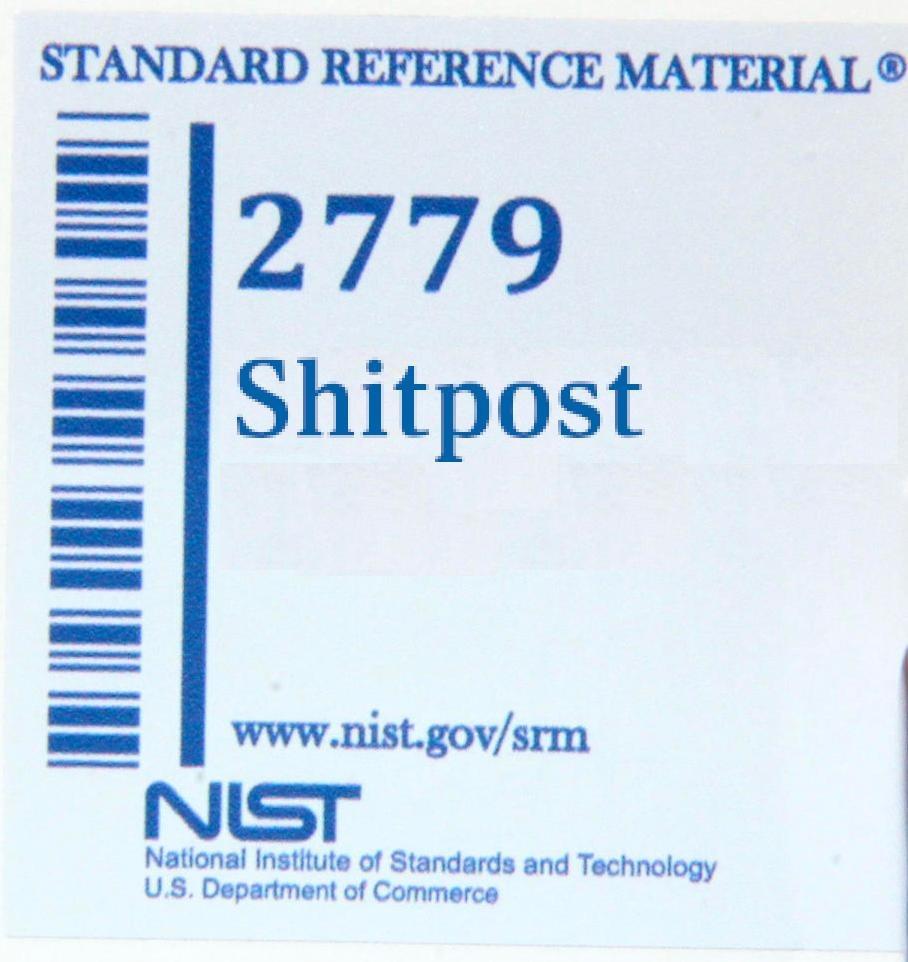 STANDARD REFERENCE MATERIAL®
2779
Shitpost
www.nist.gov/srm
NIST
National Institute of Standards and Technology
U.S. Department of Commerce